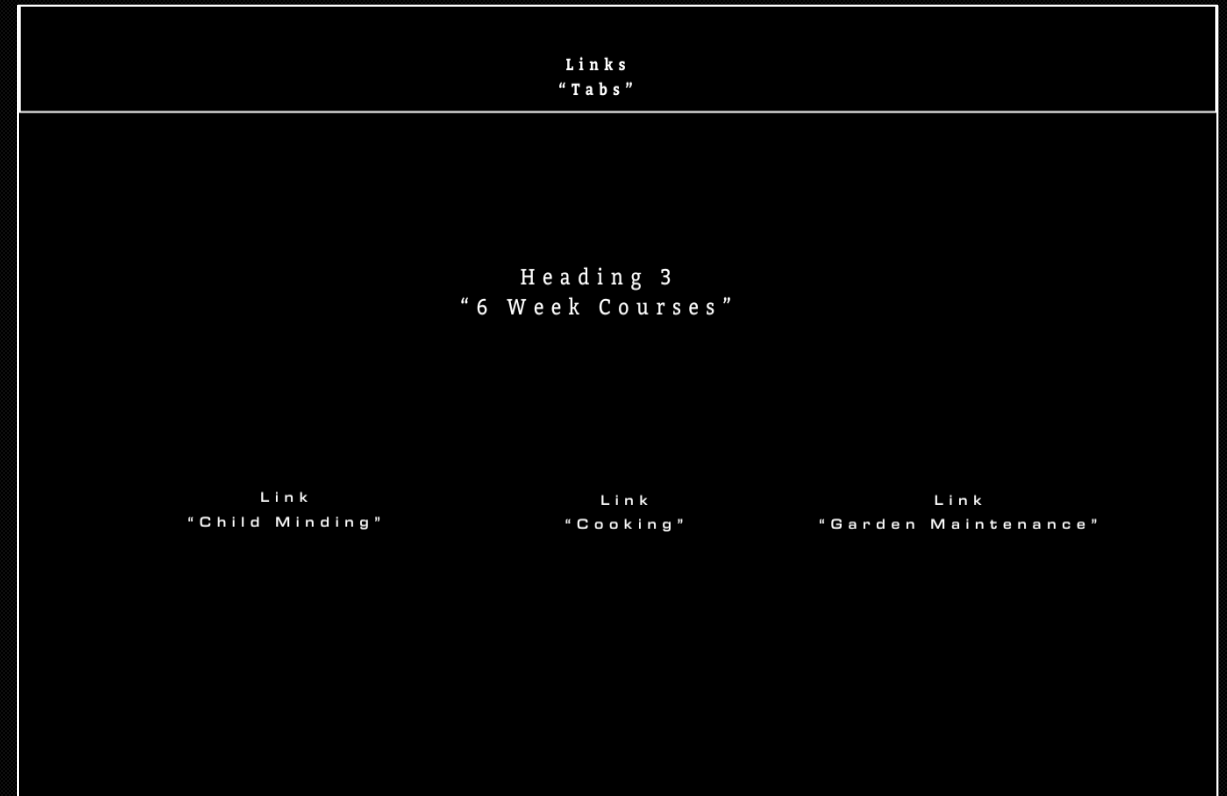 Links
“Tabs”
Heading 3
“6 Week Courses”
Link
“Child Minding”
Link
“Cooking”
Link
“Garden Maintenance”